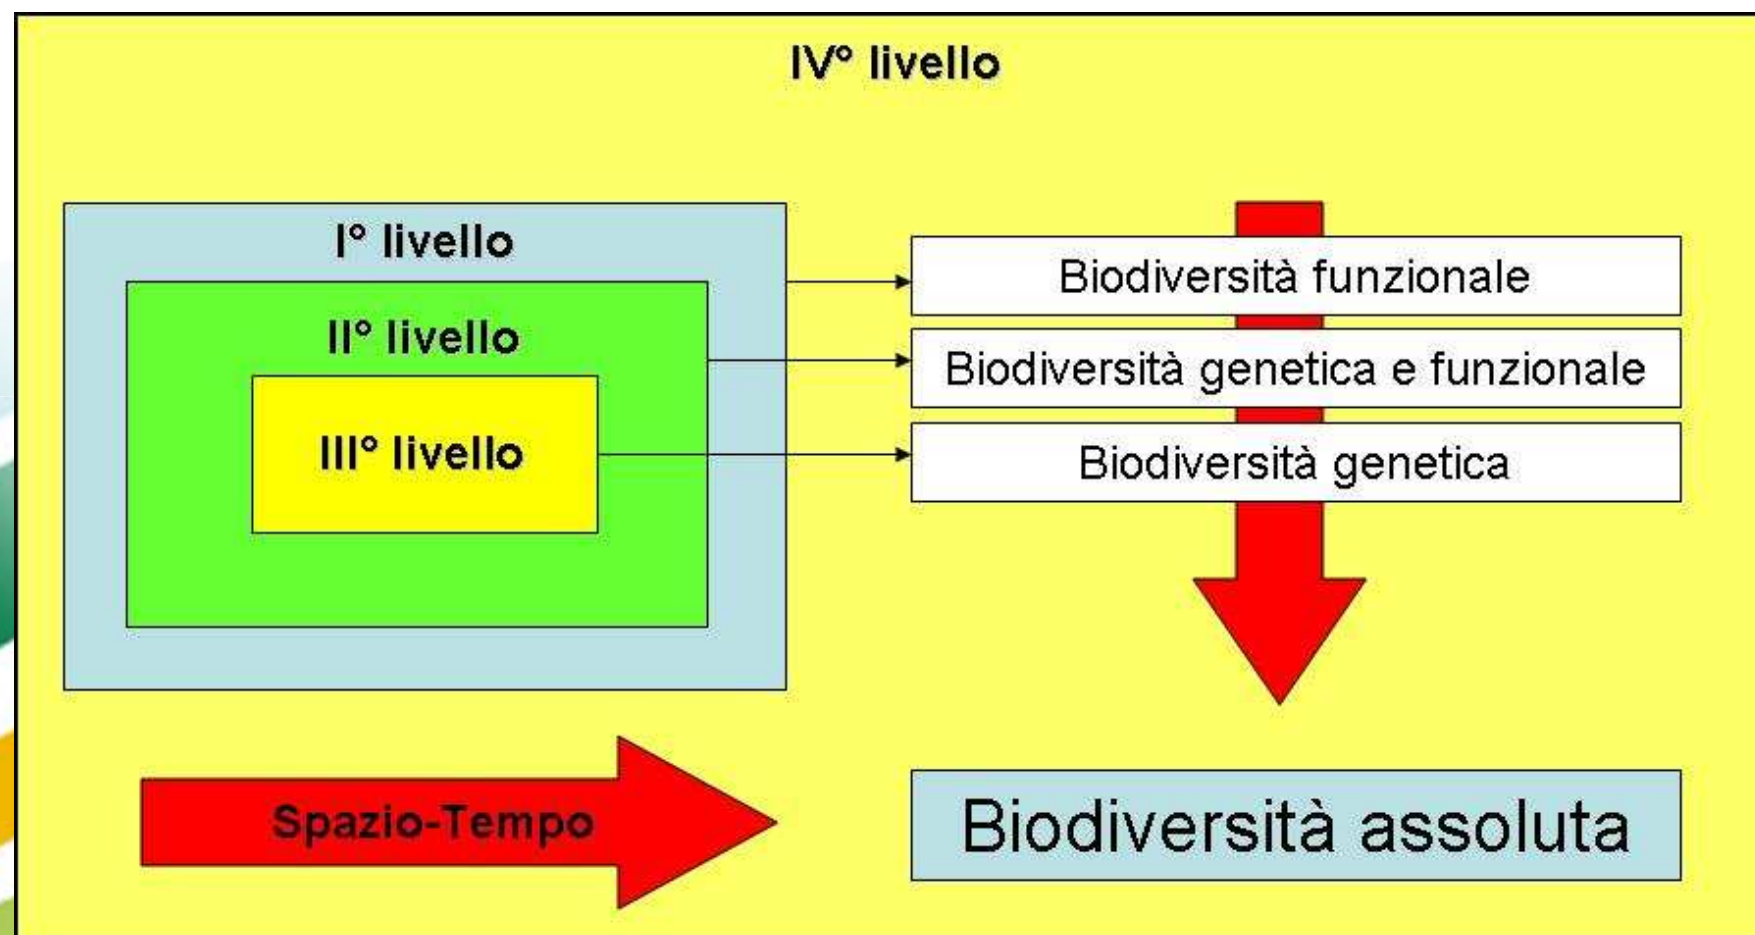 IV° livello
I° livello
II° livello
III° livello
Biodiversità funzionale
Biodiversità genetica e funzionale
Biodiversità genetica
Spazio-Tempo
Biodiversità assoluta